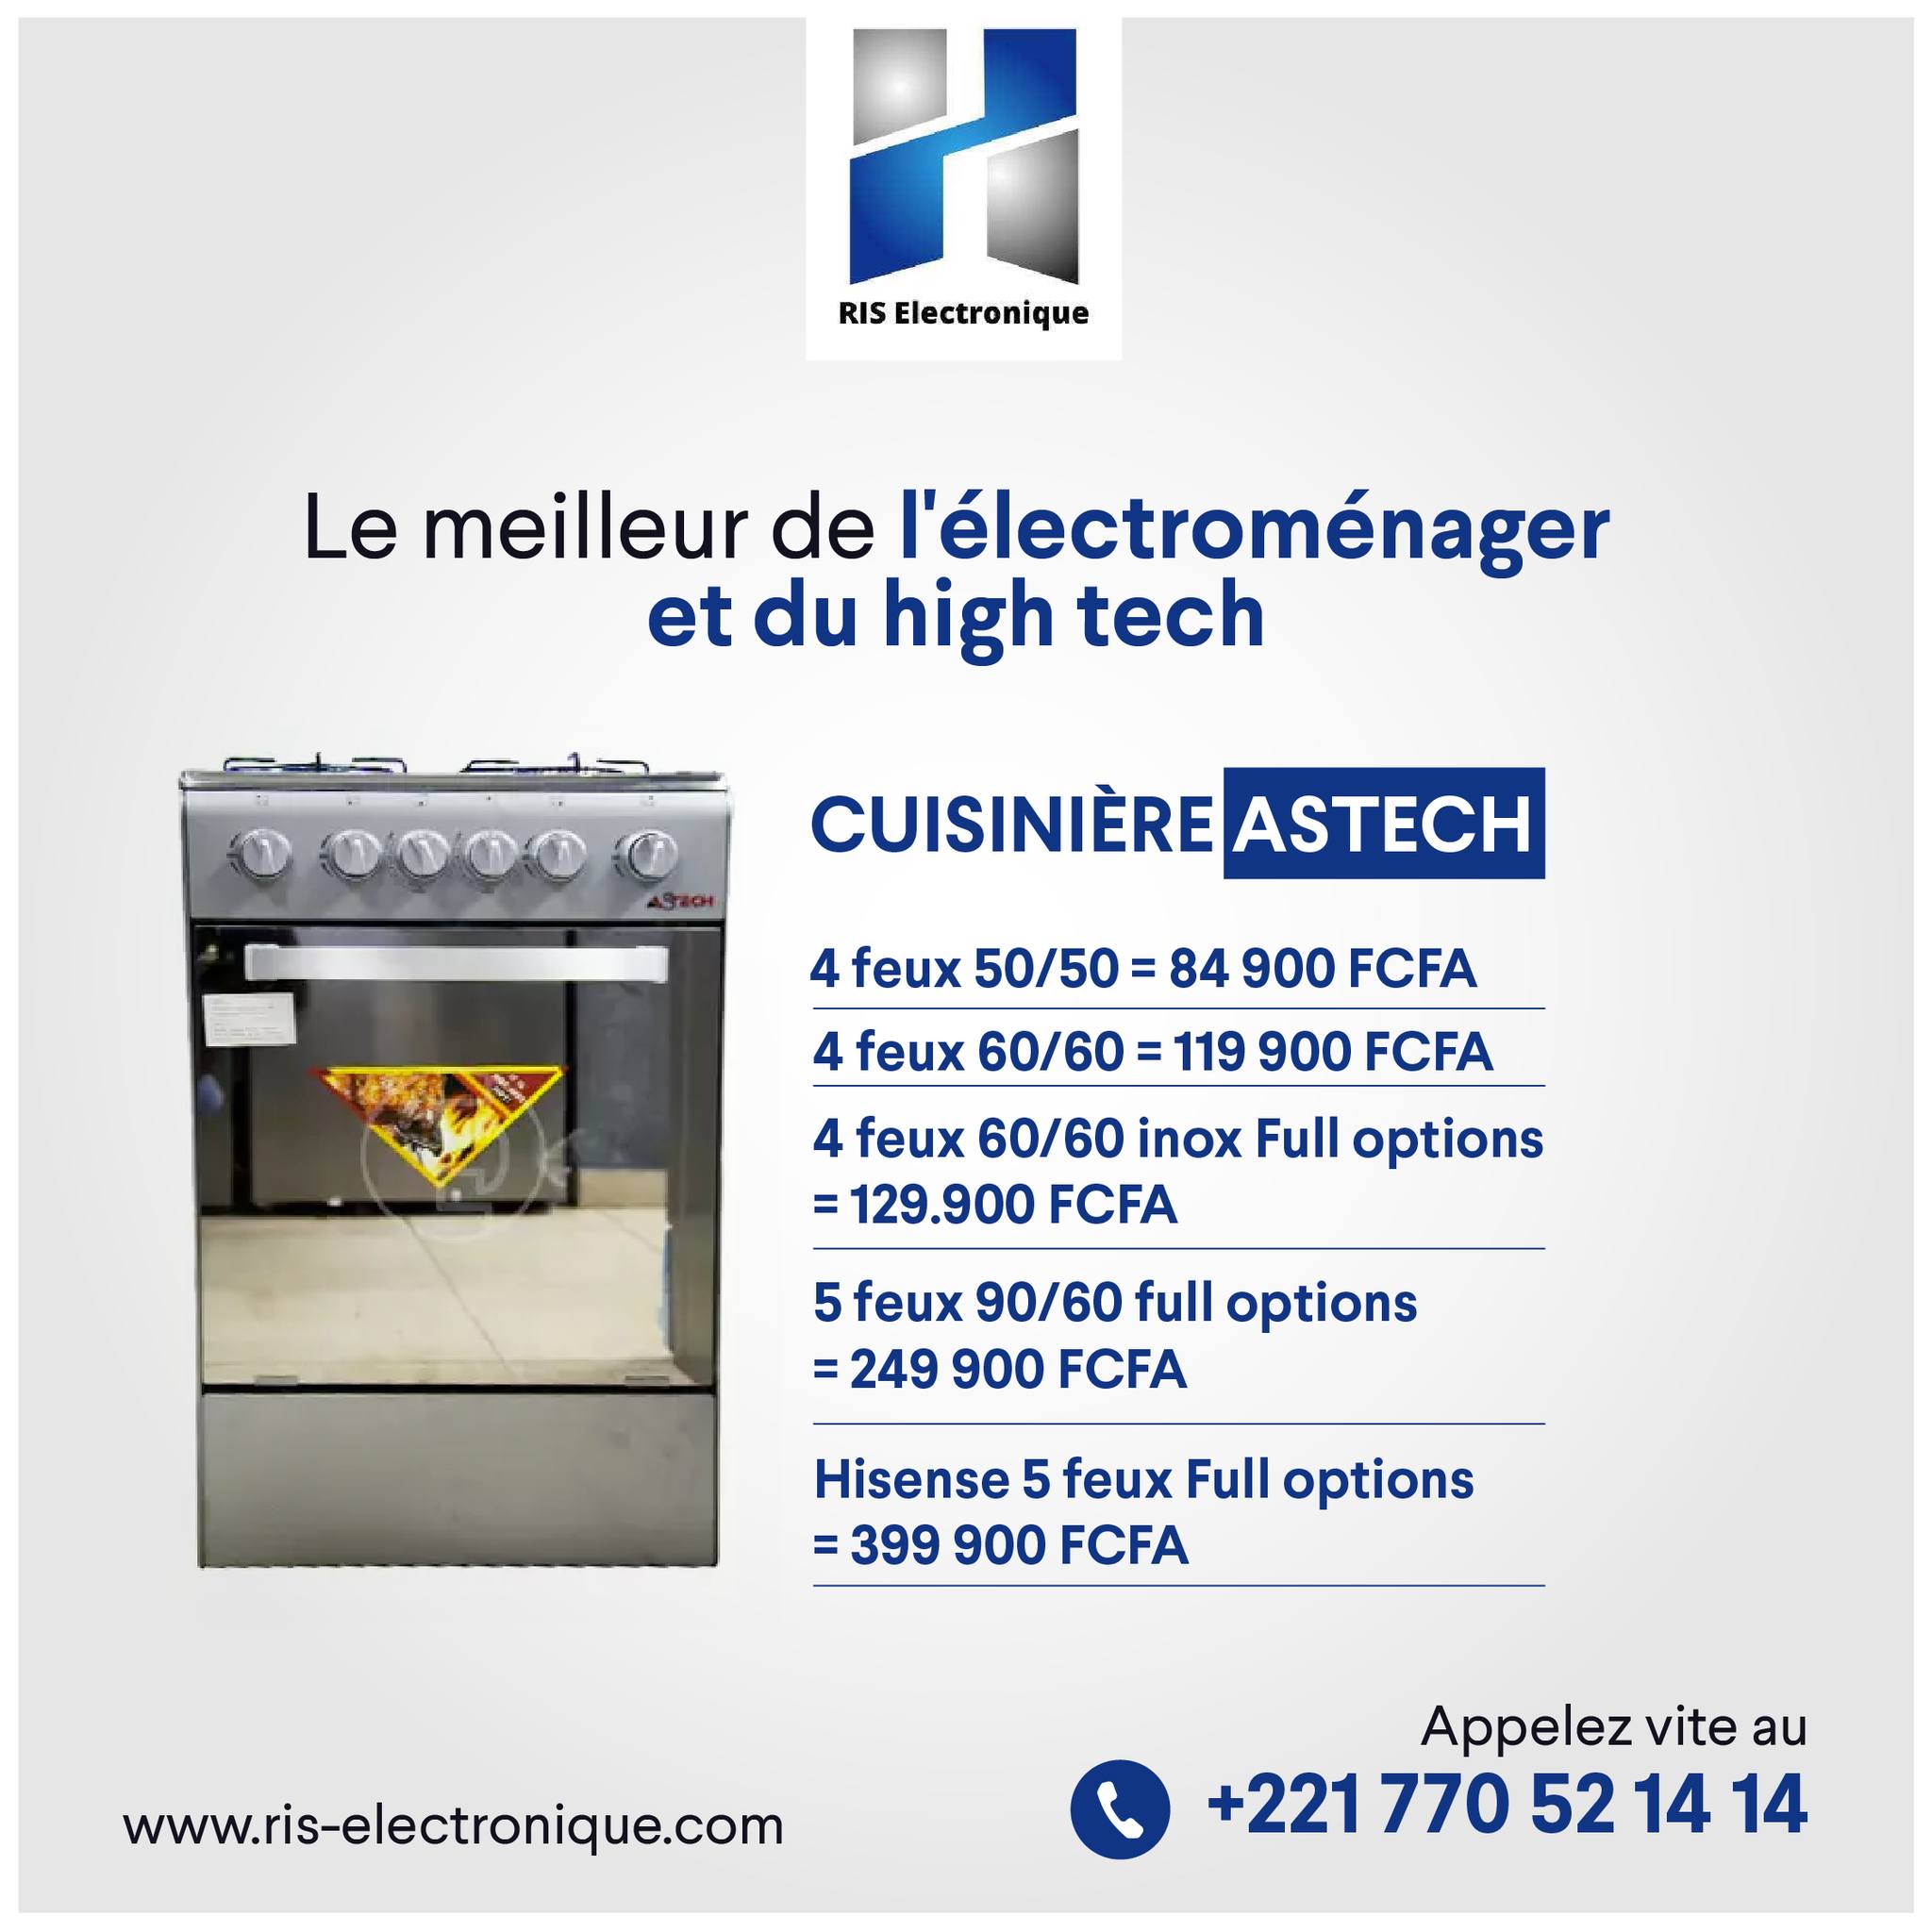 RIS Electronique
Le meilleur de l'électroménager
et du high tech
CUISINIÈRE ASTECH
ASTECH
4 feux 50/50 = 84 900 FCFA
4 feux 60/60 = 119 900 FCFA
4 feux 60/60 inox Full options
= 129.900 FCFA
5 feux 90/60 full options
= 249 900 FCFA
Hisense 5 feux Full options
= 399 900 FCFA
Appelez vite au
+221 770 52 14 14
www.ris-electronique.com